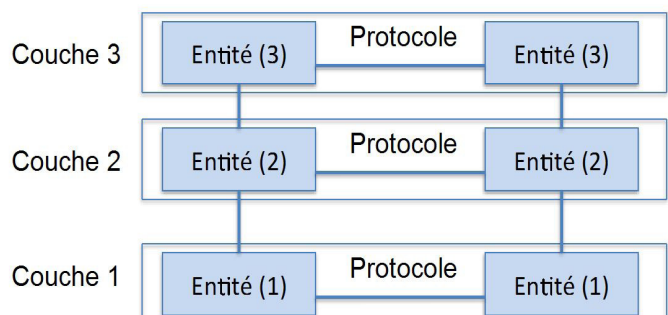 Couche 3 Entité (3) Protocole Entité (3)
Couche 2 Entité (2) Protocole Entité (2)
Couche 1 Entité (1) Protocole Entité (1)